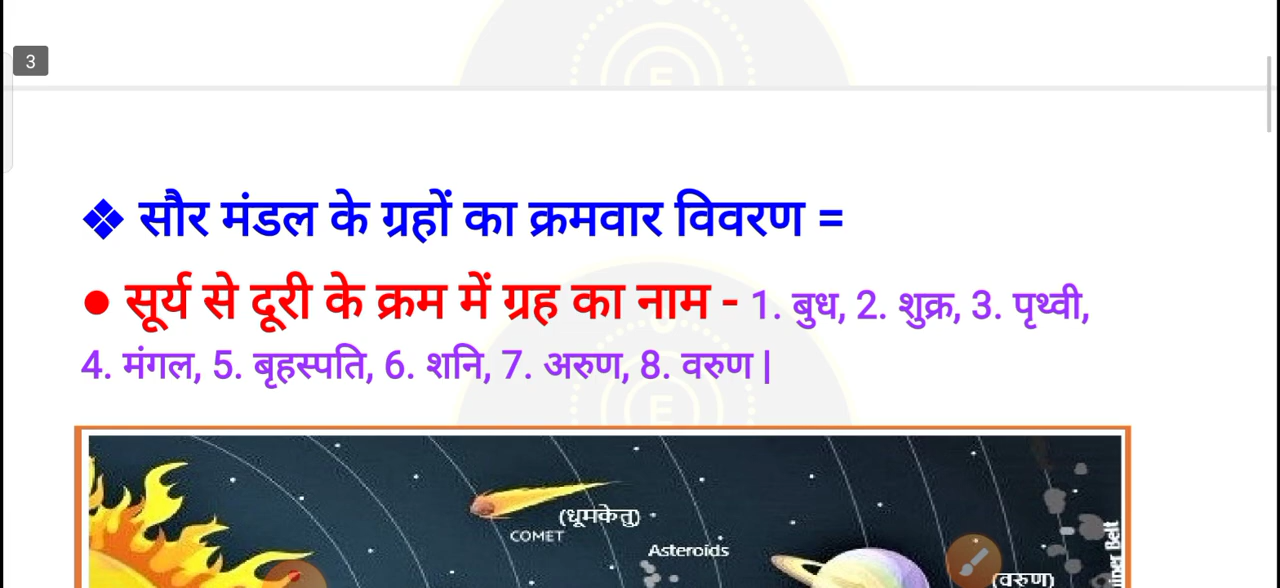 3
❖ सौर मंडल के ग्रहों का क्रमवार विवरण =
● सूर्य से दूरी के क्रम में ग्रह का नाम - 1. बुध, 2. शुक्र, 3. पृथ्वी,
4. मंगल, 5. बृहस्पति, 6. शनि, 7. अरुण, 8. वरुण |
(धूमकेतु)
COMET
Asteroids
(वरुण)
Belt
E
E